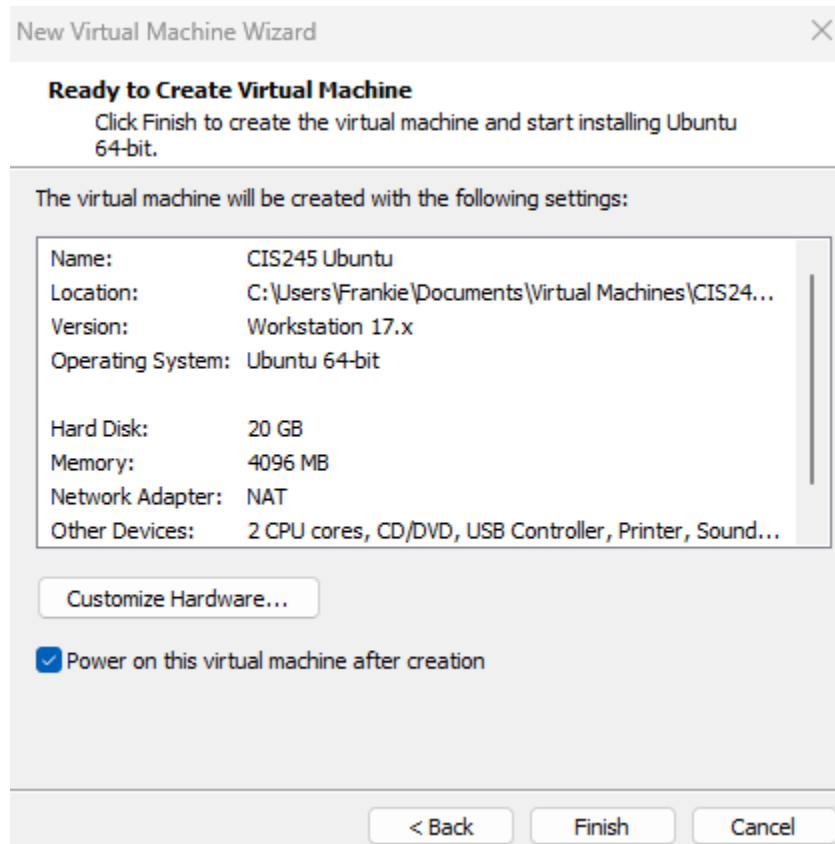 New Virtual Machine Wizard
Ready to Create Virtual Machine
Click Finish to create the virtual machine and start installing Ubuntu
64-bit.
The virtual machine will be created with the following settings:
Name: CIS245 Ubuntu
Location: C:\Users\Frankie\Documents\Virtual Machines\CIS24...
Version: Workstation 17.x
Operating System: Ubuntu 64-bit
Hard Disk: 20 GB
Memory: 4096 MB
Network Adapter: NAT
Other Devices: 2 CPU cores, CD/DVD, USB Controller, Printer, Sound...
Customize Hardware...
Power on this virtual machine after creation
< Back Finish Cancel